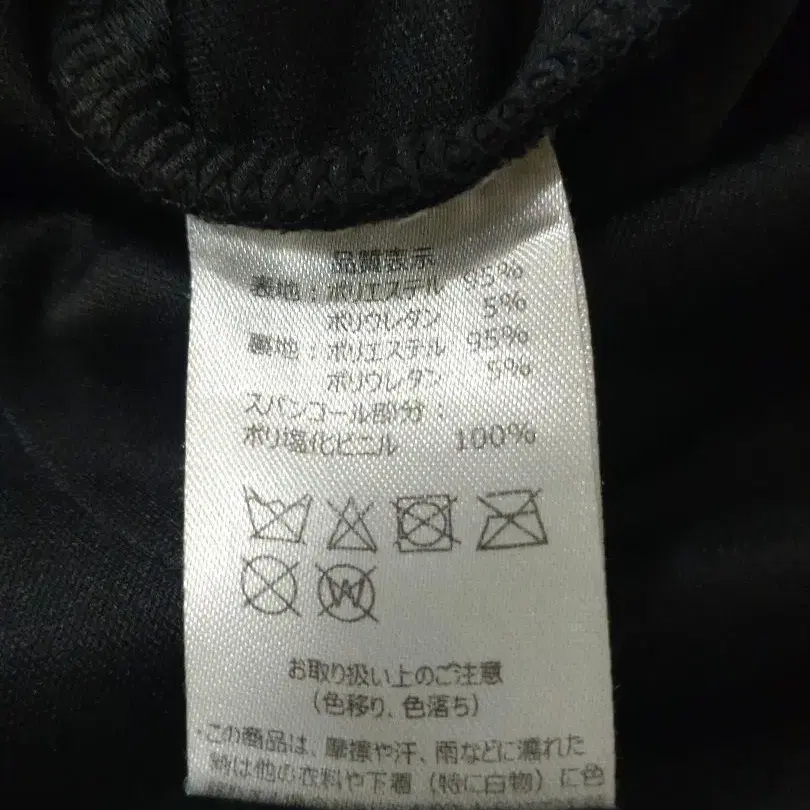 品質表示
表地：ポリエステル 95%
ポリウレタン 5%
裏地：ポリエステル 95%
ポリウレタン 5%
スパンコール部分：
ポリ塩化ビニル 100%
W
お取り扱い上のご注意
（色移り、色落ち）
・この商品は、摩擦や汗、雨などに濡れた
時は他の衣料や下着（特に白物）に色